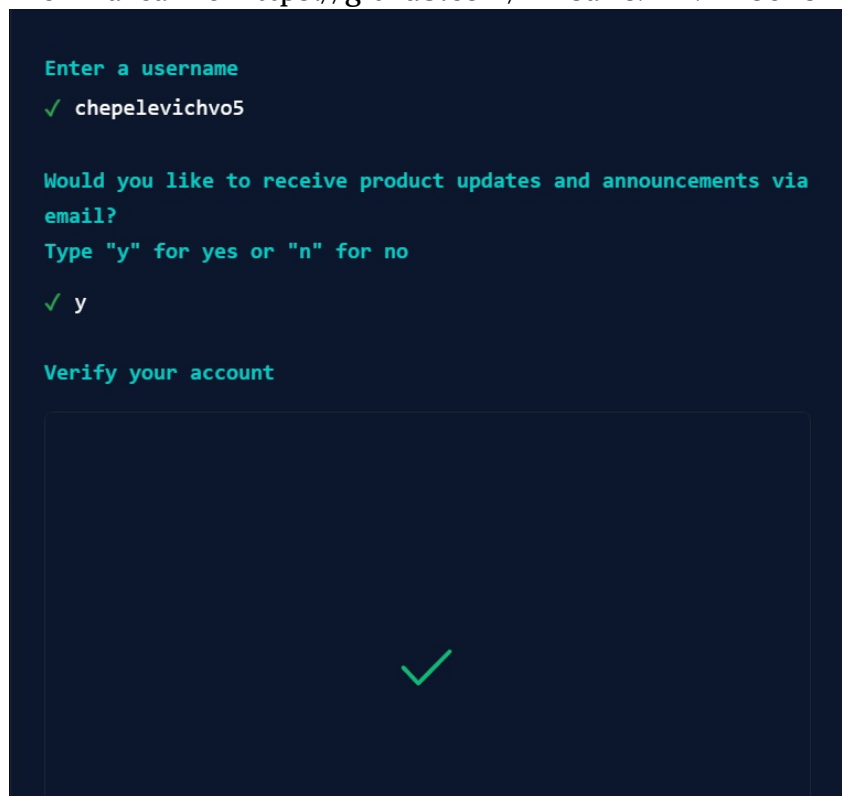 Enter a username
✓ chepelevichvo5
Would you like to receive product updates and announcements via
email?
Type "y" for yes or "n" for no
✓ y
Verify your account